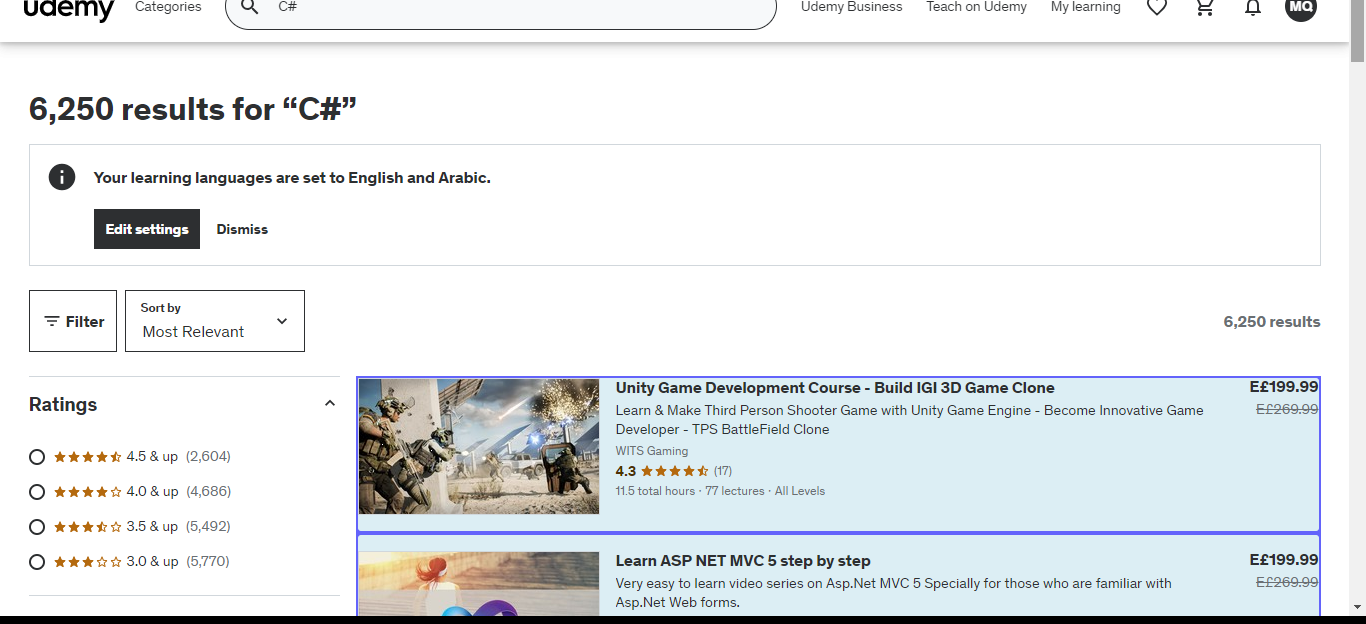 udemy Categories C# Udemy Business Teach on Udemy My learning MQ
6,250 results for “C#”
Your learning languages are set to English and Arabic.
Edit settings Dismiss
Filter
Sort by
Most Relevant
6,250 results
Ratings
4.5 & up (2,604)
4.0 & up (4,686)
3.5 & up (5,492)
3.0 & up (5,770)
Unity Game Development Course - Build IGI 3D Game Clone E£199.99
Learn & Make Third Person Shooter Game with Unity Game Engine - Become Innovative Game E£269.99
Developer - TPS BattleField Clone
WITS Gaming
4.3 (17)
11.5 total hours · 77 lectures · All Levels
Learn ASP NET MVC 5 step by step E£199.99
Very easy to learn video series on Asp.Net MVC 5 Specially for those who are familiar with E£269.99
Asp.Net Web forms.